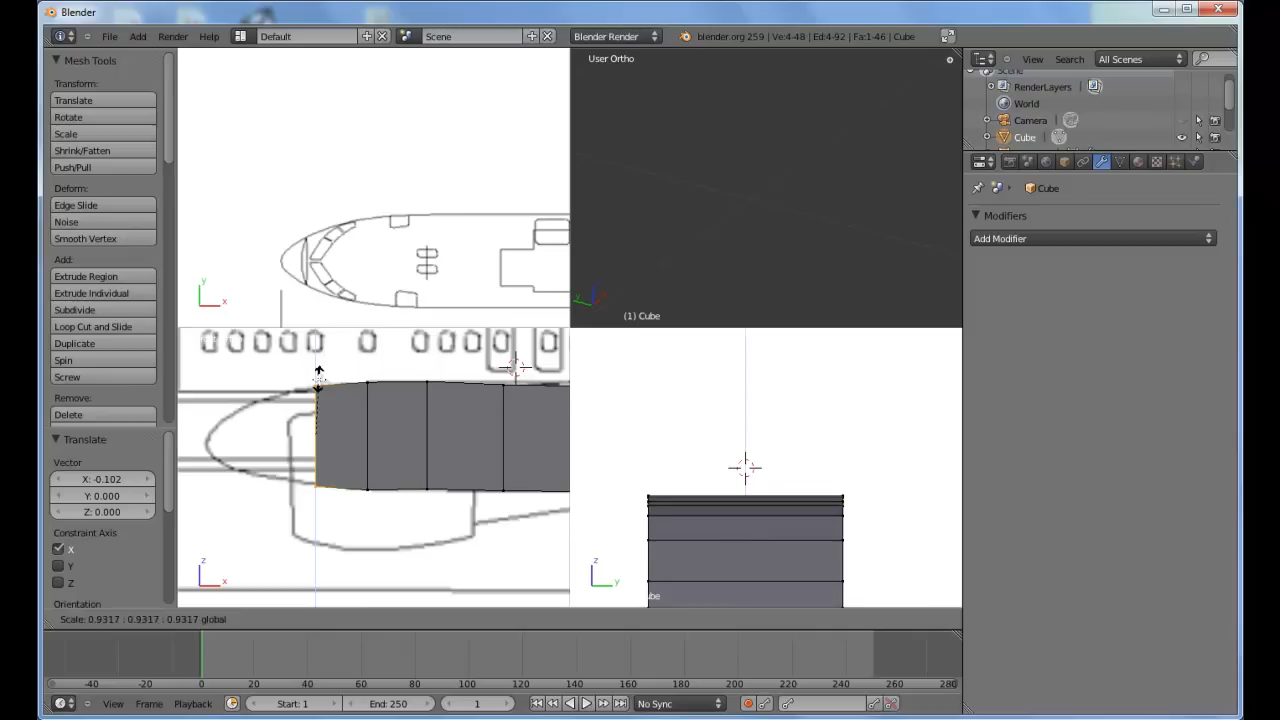 Blender
File Add Render Help Default Scene Blender Render blender.org 259 | Ve:4-48 | Ed:4-92 | Fa:1-46 | Cube
View Search All Scenes
Mesh Tools
Transform:
Translate
Rotate
Scale
Shrink/Fatten
Push/Pull
Deform:
Edge Slide
Noise
Smooth Vertex
Add:
Extrude Region
Extrude Individual
Subdivide
Loop Cut and Slide
Duplicate
Spin
Screw
Remove:
Delete
Translate
Vector
X: -0.102
Y: 0.000
Z: 0.000
Constraint Axis
X
Y
Z
Orientation
y
x
User Ortho
y
(1) Cube
z
x
z
y
Scene
RenderLayers
World
Camera
Cube
Cube
Modifiers
Add Modifier
Scale: 0.9317 : 0.9317 : 0.9317 global
-40 -20 0 20 40 60 80 100 120 140 160 180 200 220 240 260 280
View Frame Playback Start: 1 End: 250 1 No Sync